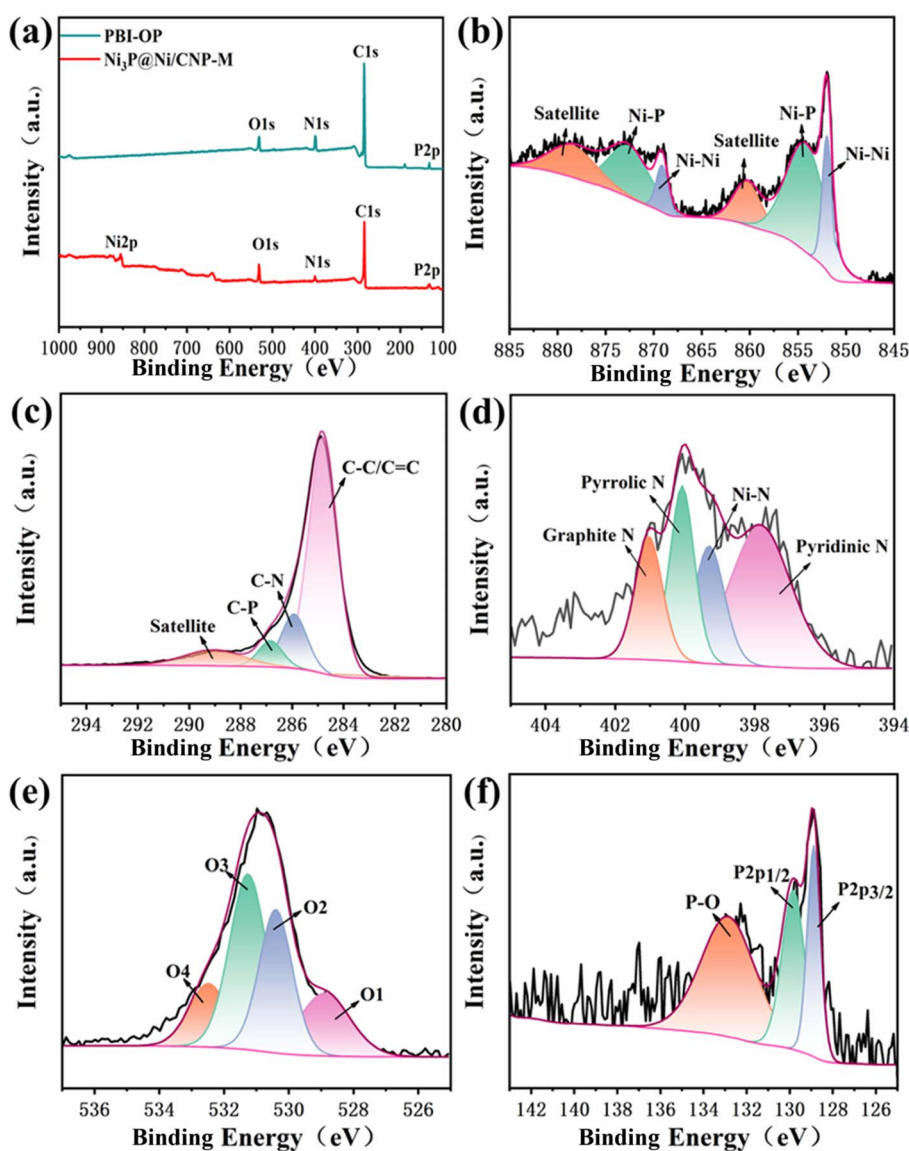 (a)
PBI-OP
Ni₃P@Ni/CNP-M
C1s
O1s
N1s
P2p
C1s
Ni2p
O1s
N1s
P2p
Intensity (a.u.)
1000 900 800 700 600 500 400 300 200 100
Binding Energy (eV)
(b)
Satellite
Ni-P
Ni-Ni
Satellite
Ni-P
Ni-Ni
Intensity (a.u.)
885 880 875 870 865 860 855 850 845
Binding Energy (eV)
(c)
C-C/C=C
C-N
C-P
Satellite
Intensity (a.u.)
294 292 290 288 286 284 282 280
Binding Energy (eV)
(d)
Pyrrolic N
Ni-N
Graphite N
Pyridinic N
Intensity (a.u.)
404 402 400 398 396 394
Binding Energy (eV)
(e)
O3
O2
O4
O1
Intensity (a.u.)
536 534 532 530 528 526
Binding Energy (eV)
(f)
P2p1/2
P2p3/2
P-O
Intensity (a.u.)
142 140 138 136 134 132 130 128 126
Binding Energy (eV)